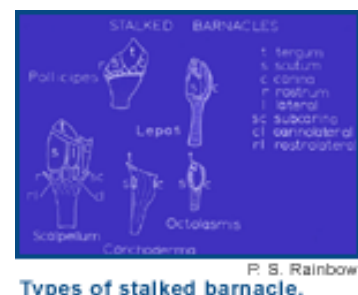 STALKED BARNACLES
t tergum
s scutum
c carina
r rostrum
l lateral
sc subcarina
cl carinolateral
rl rostrolateral
Pollicipes
Lepas
Scalpellum
Octolasmis
Conchoderma
P. S. Rainbow
Types of stalked barnacle.